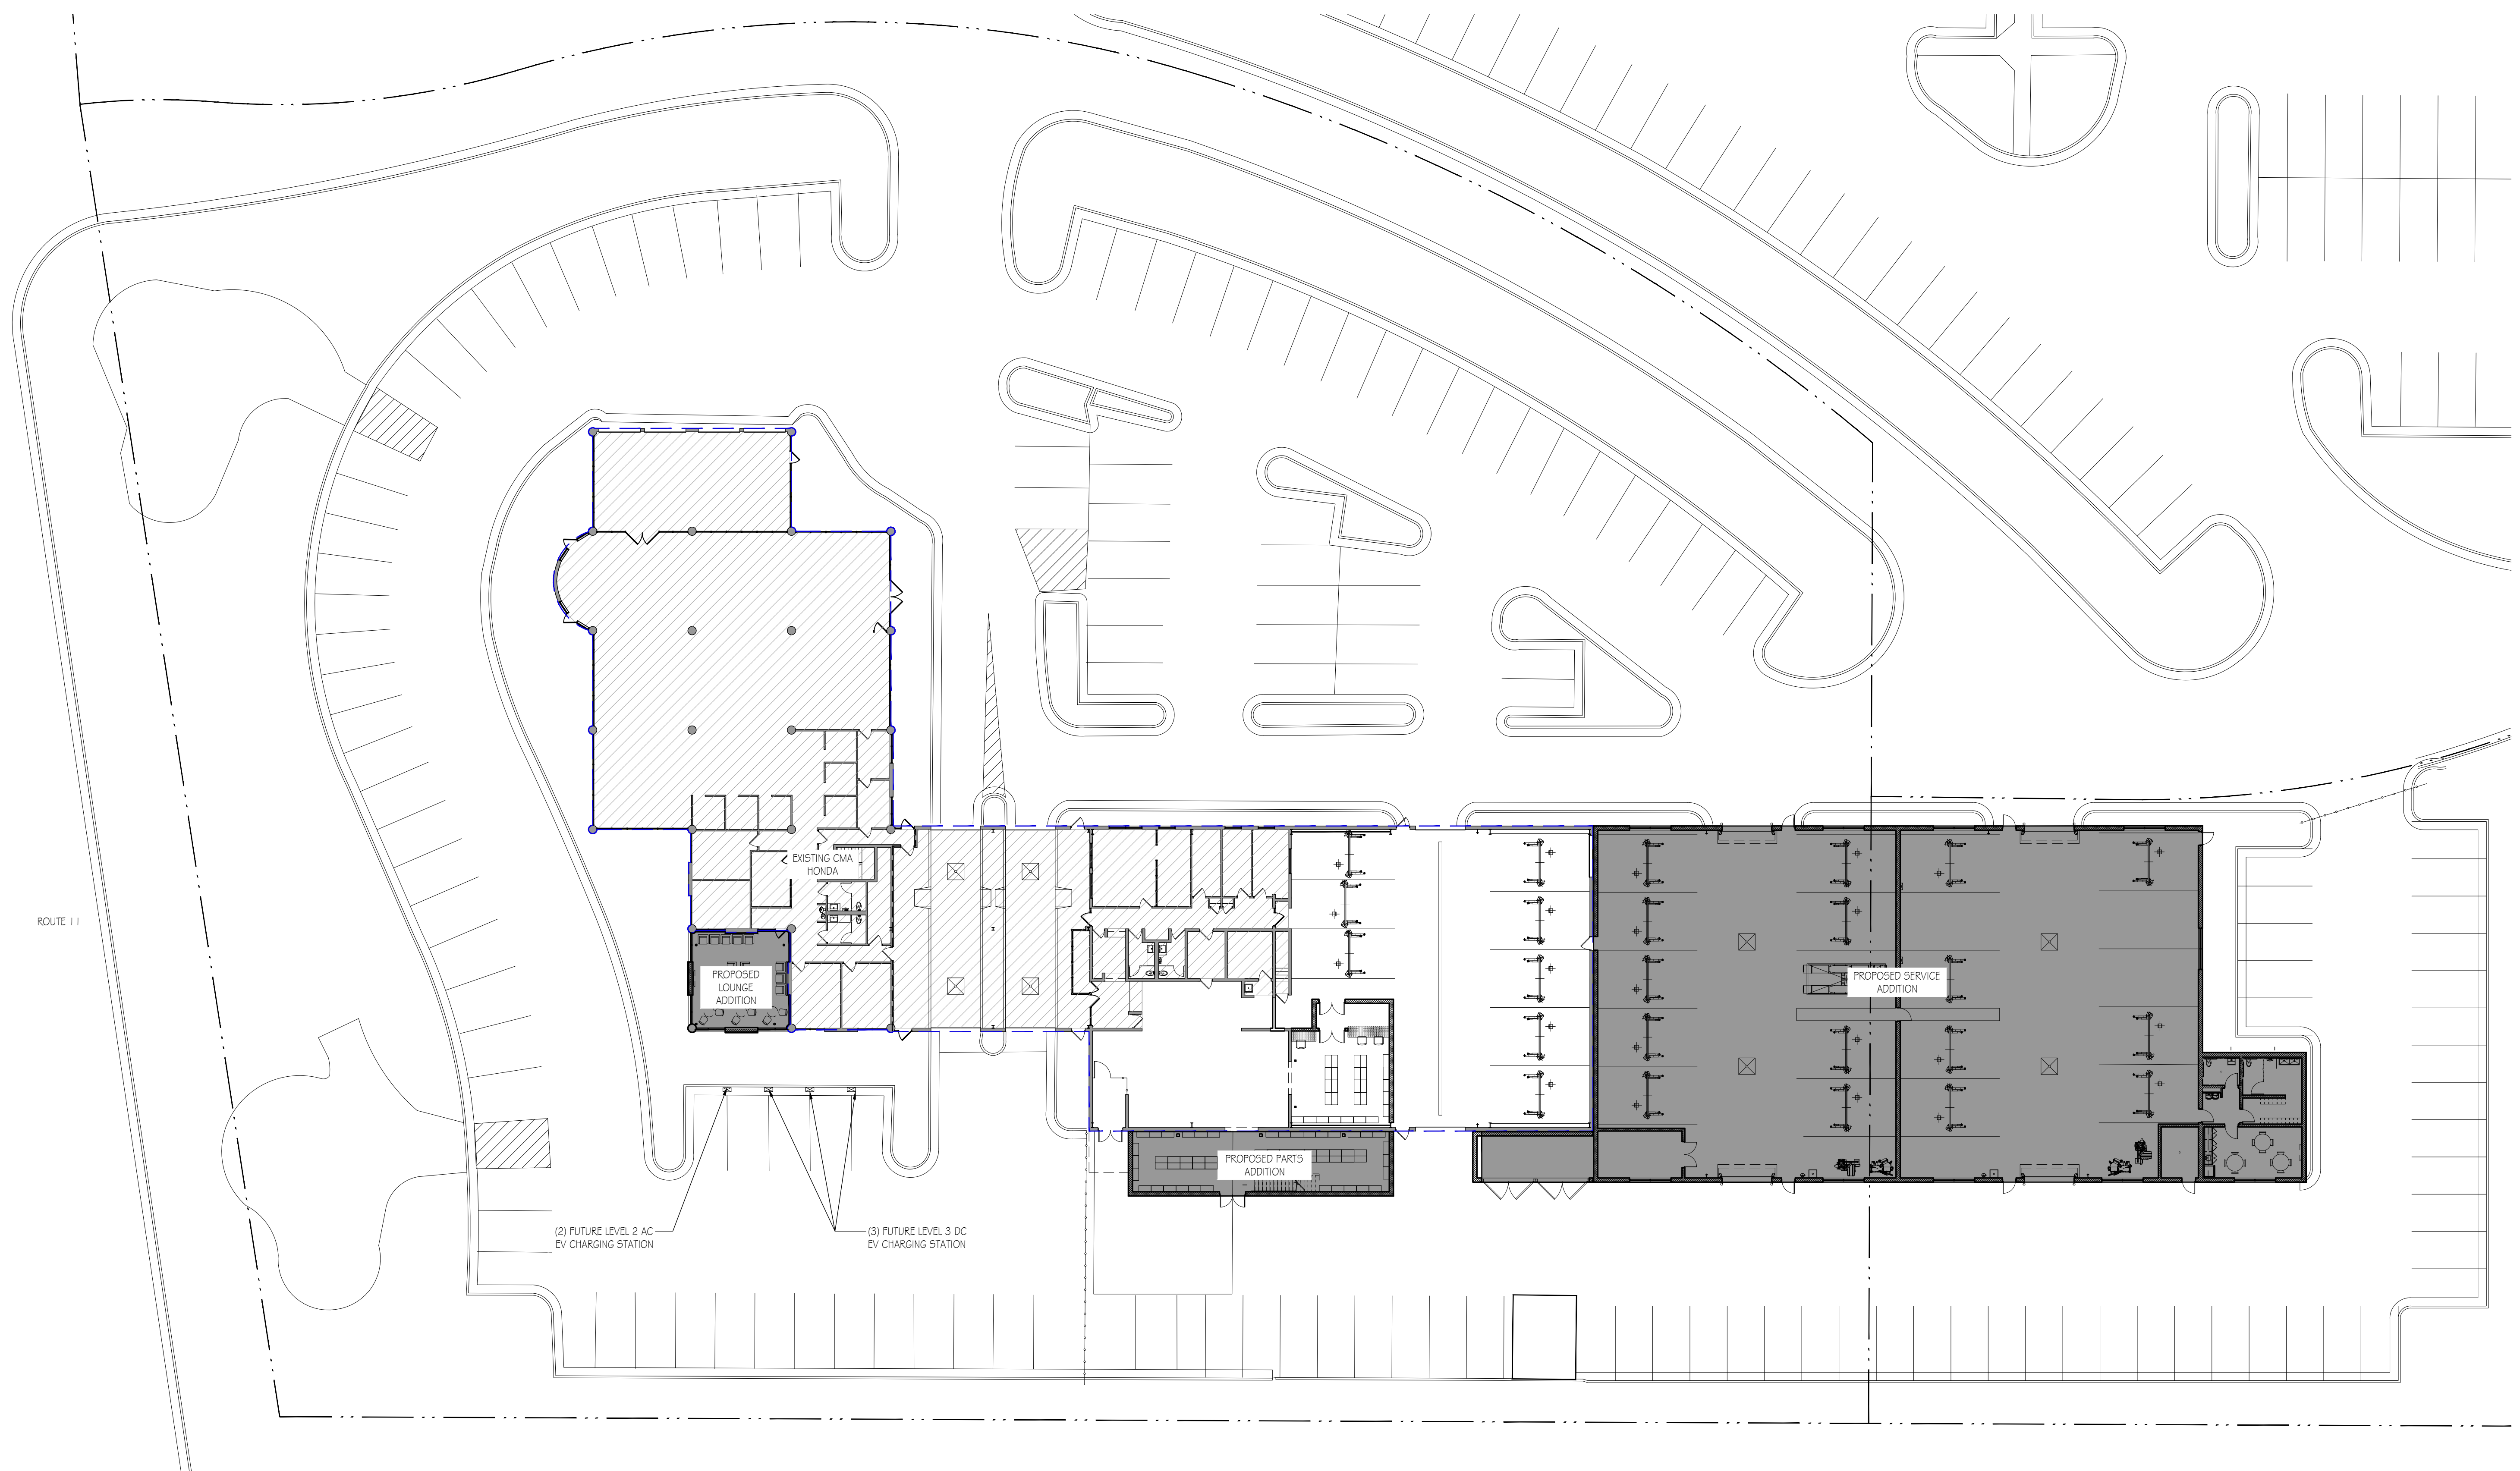 EXISTING CMA
HONDA
ROUTE 11
PROPOSED
LOUNGE
ADDITION
PROPOSED SERVICE
ADDITION
PROPOSED PARTS
ADDITION
(2) FUTURE LEVEL 2 AC
EV CHARGING STATION
(3) FUTURE LEVEL 3 DC
EV CHARGING STATION